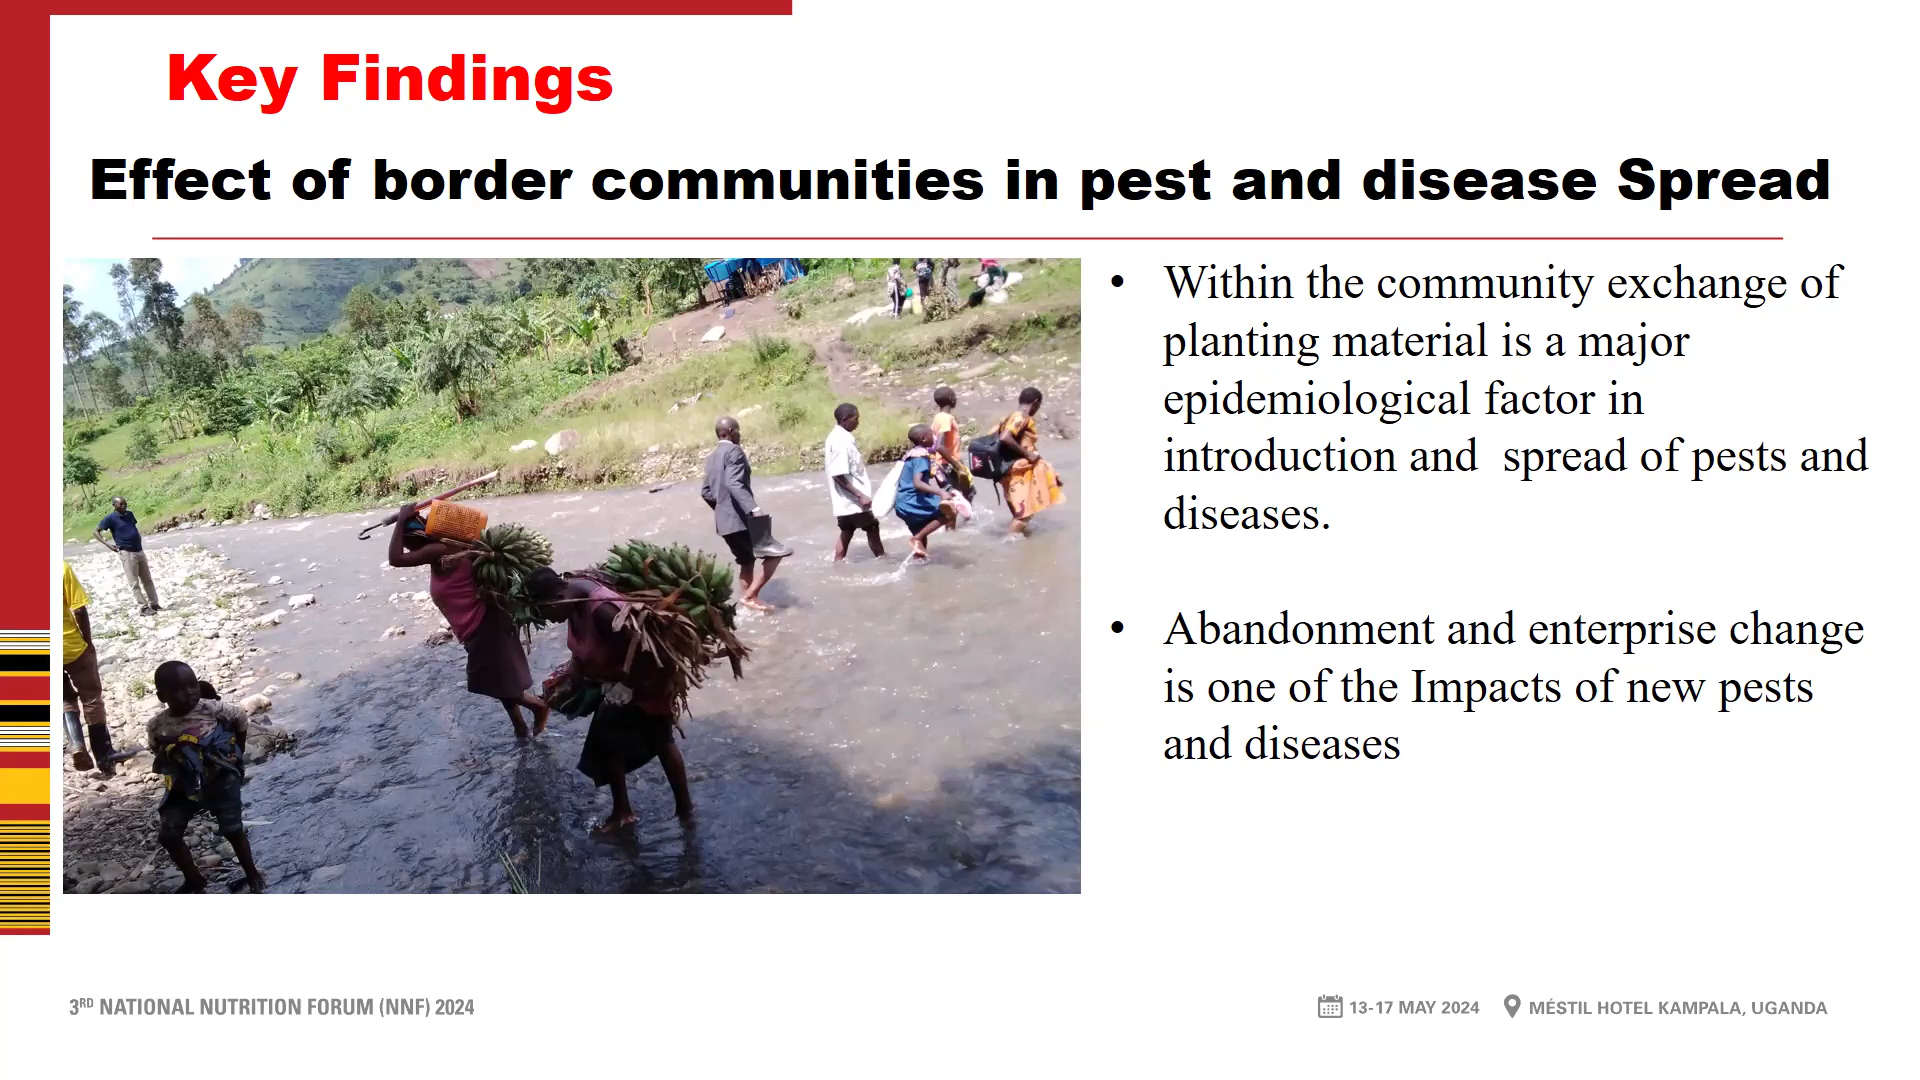 Key Findings
Effect of border communities in pest and disease Spread
• Within the community exchange of
planting material is a major
epidemiological factor in
introduction and  spread of pests and
diseases.
• Abandonment and enterprise change
is one of the Impacts of new pests
and diseases
3RD NATIONAL NUTRITION FORUM (NNF) 2024
13-17 MAY 2024
MÉSTIL HOTEL KAMPALA, UGANDA